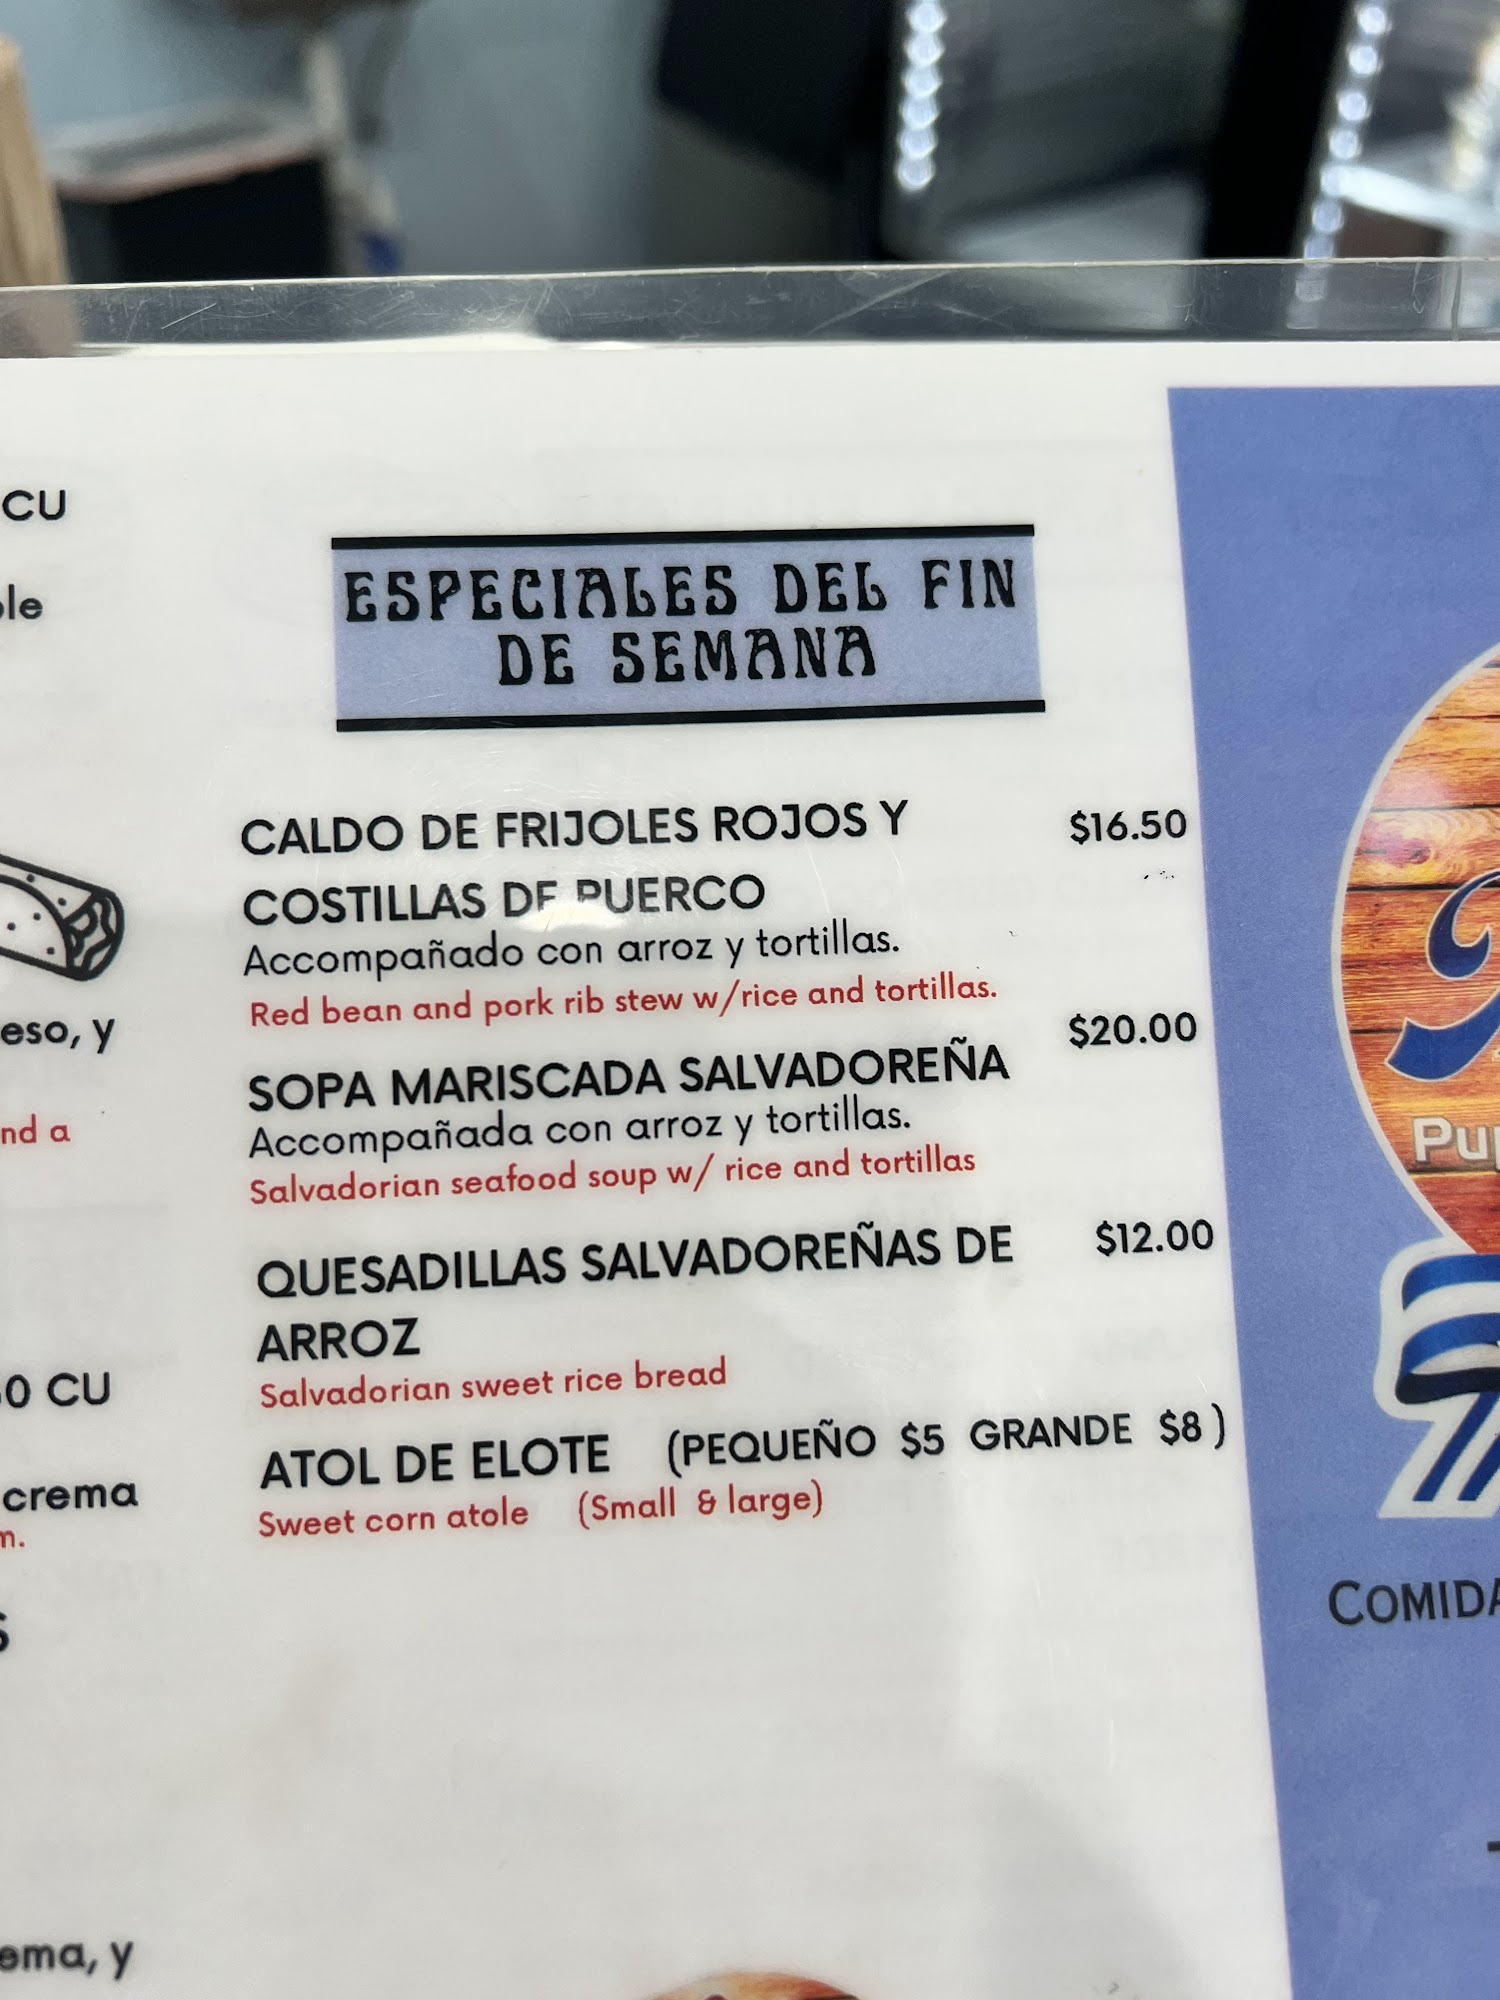 CU
eso, y
nd a
0 CU
crema
m.
S
ema, y
ESPECIALES DEL FIN
DE SEMANA
CALDO DE FRIJOLES ROJOS Y $16.50
COSTILLAS DE PUERCO
Accompañado con arroz y tortillas.
Red bean and pork rib stew w/rice and tortillas.
SOPA MARISCADA SALVADOREÑA $20.00
Accompañada con arroz y tortillas.
Salvadorian seafood soup w/ rice and tortillas
QUESADILLAS SALVADOREÑAS DE $12.00
ARROZ
Salvadorian sweet rice bread
ATOL DE ELOTE (PEQUEÑO $5 GRANDE $8 )
Sweet corn atole (Small & large)
Pup
COMIDA